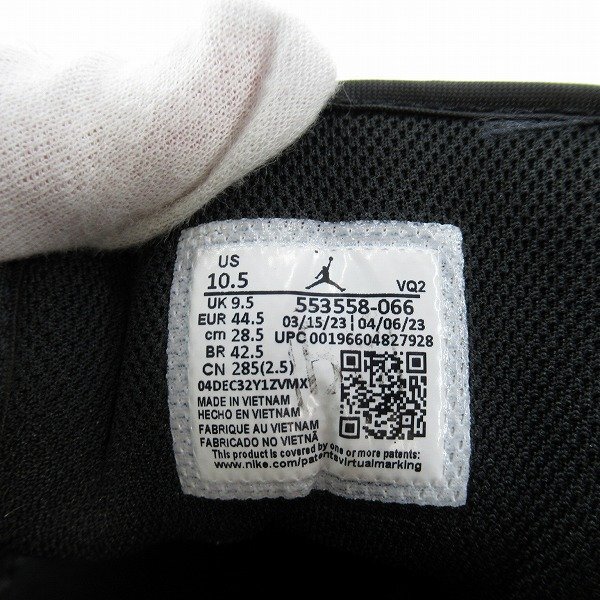 US
10.5
VQ2
UK 9.5
553558-066
EUR 44.5
03/15/23 | 04/06/23
cm 28.5
UPC 00196604827928
BR 42.5
CN 285(2.5)
04DEC32Y1ZVMX
MADE IN VIETNAM
HECHO EN VIETNAM
FABRIQUE AU VIETNAM
FABRICADO NO VIETNÃ
This product is covered by one or more patents:
www.nike.com/patentsvirtualmarking